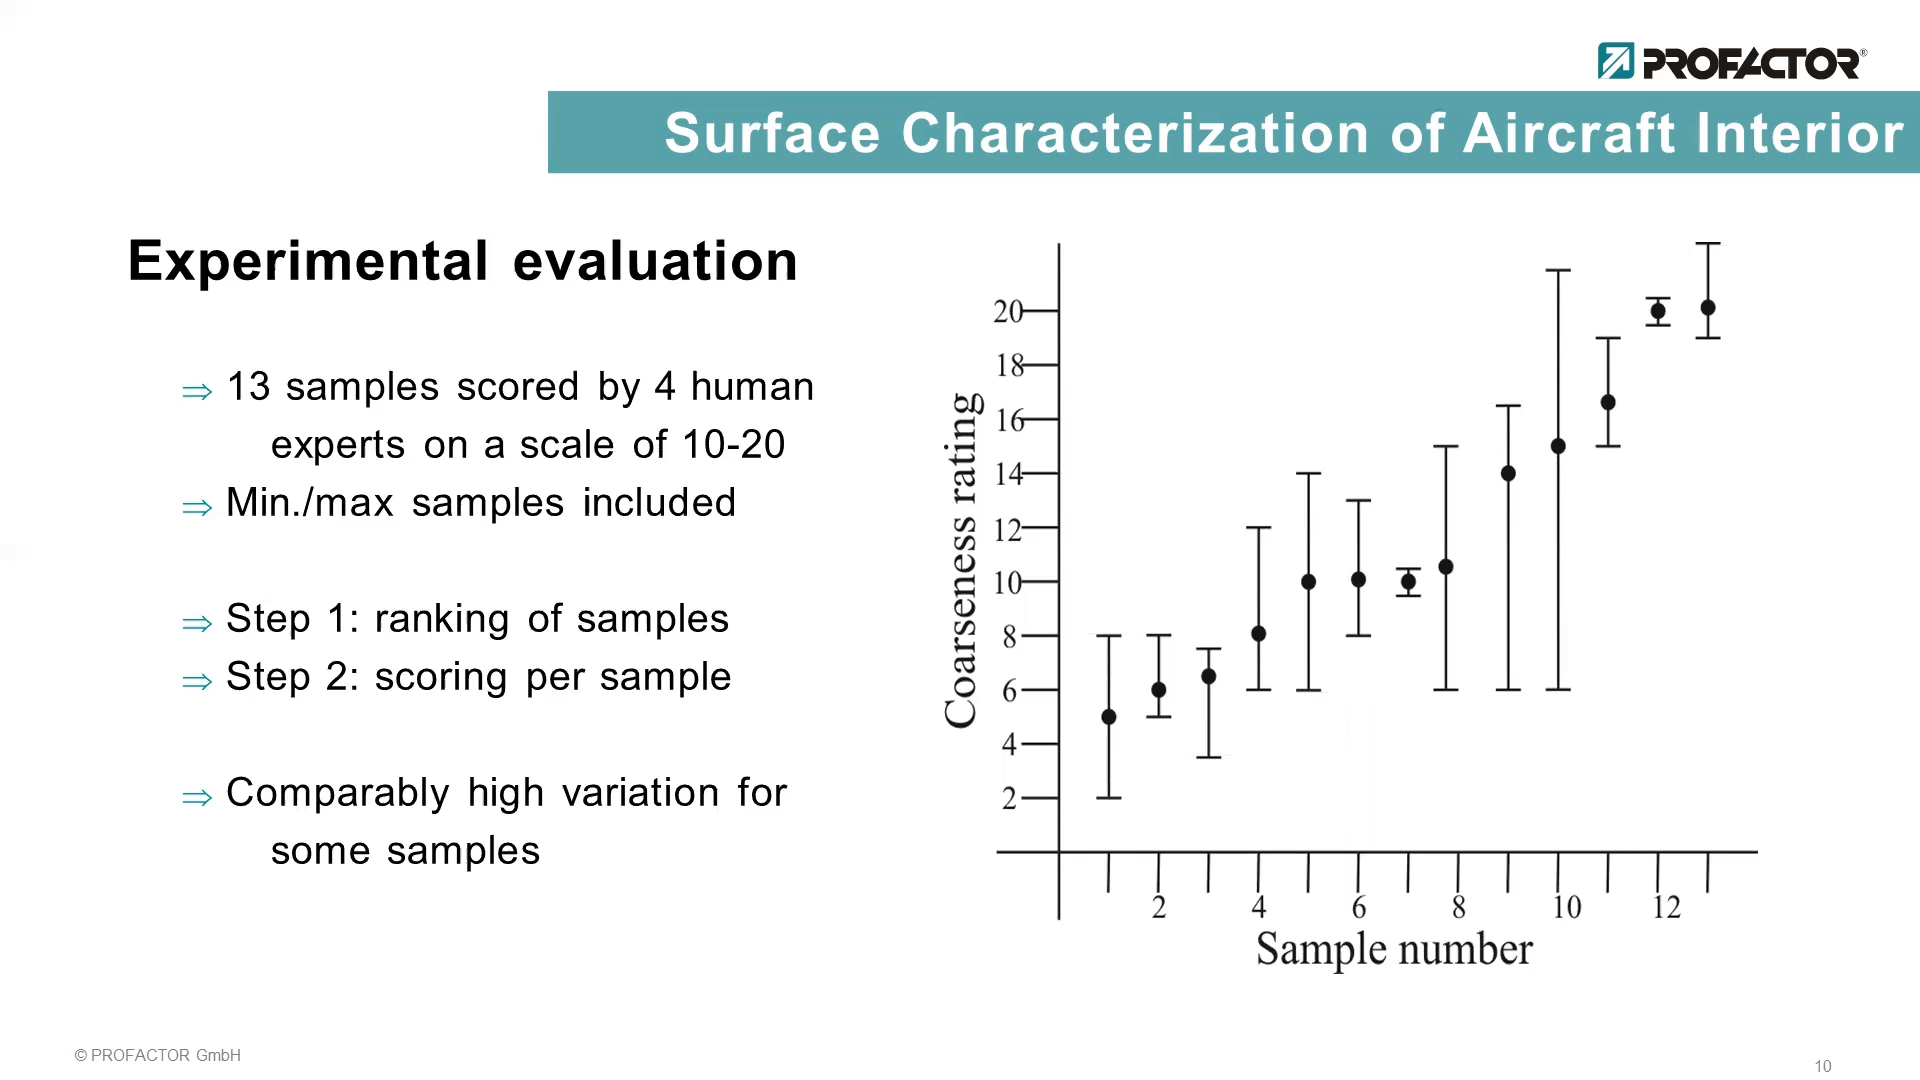 PROFACTOR®
Surface Characterization of Aircraft Interior
Experimental evaluation
⇒ 13 samples scored by 4 human
experts on a scale of 10-20
⇒ Min./max samples included
⇒ Step 1: ranking of samples
⇒ Step 2: scoring per sample
⇒ Comparably high variation for
some samples
Coarseness rating
20
18
16
14
12
10
8
6
4
2
2 4 6 8 10 12
Sample number
© PROFACTOR GmbH
10